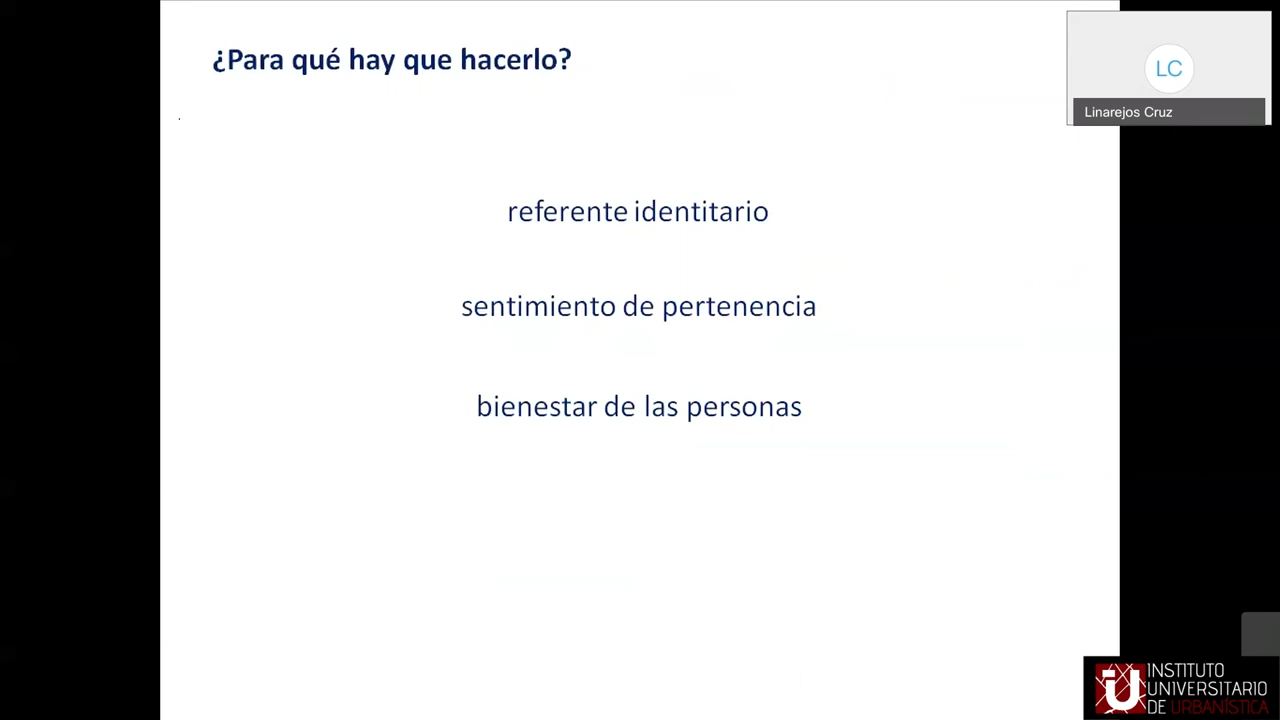 ¿Para qué hay que hacerlo?
LC
Linarejos Cruz
.
referente identitario
sentimiento de pertenencia
bienestar de las personas
iU
INSTITUTO
UNIVERSITARIO
DE URBANÍSTICA